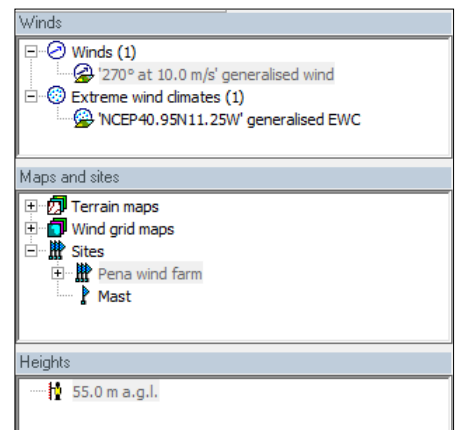 Winds
Winds (1)
'270° at 10.0 m/s' generalised wind
Extreme wind climates (1)
'NCEP40.95N11.25W' generalised EWC
Maps and sites
Terrain maps
Wind grid maps
Sites
Pena wind farm
Mast
Heights
55.0 m a.g.l.